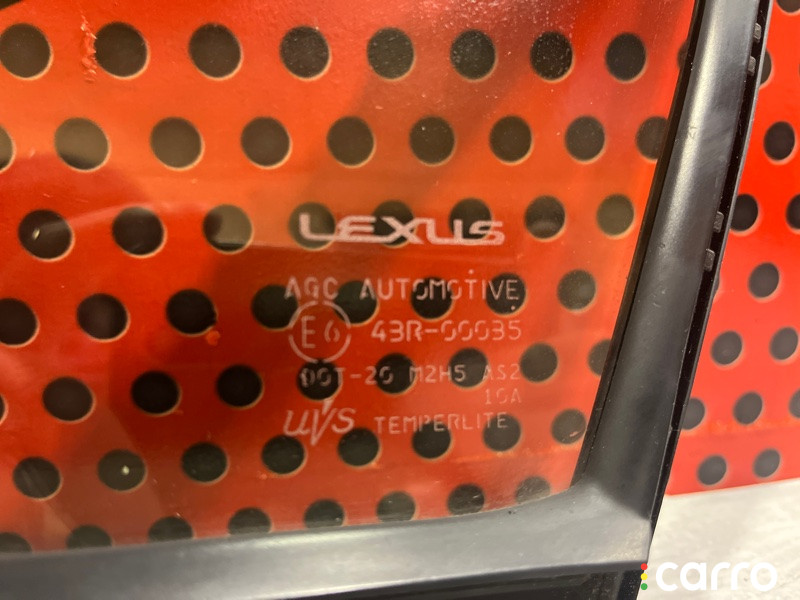 LEXUS
AGC AUTOMOTIVE
E6 43R-00035
DOT-20 M2H5 AS2
10A
UVS TEMPERLITE
carro